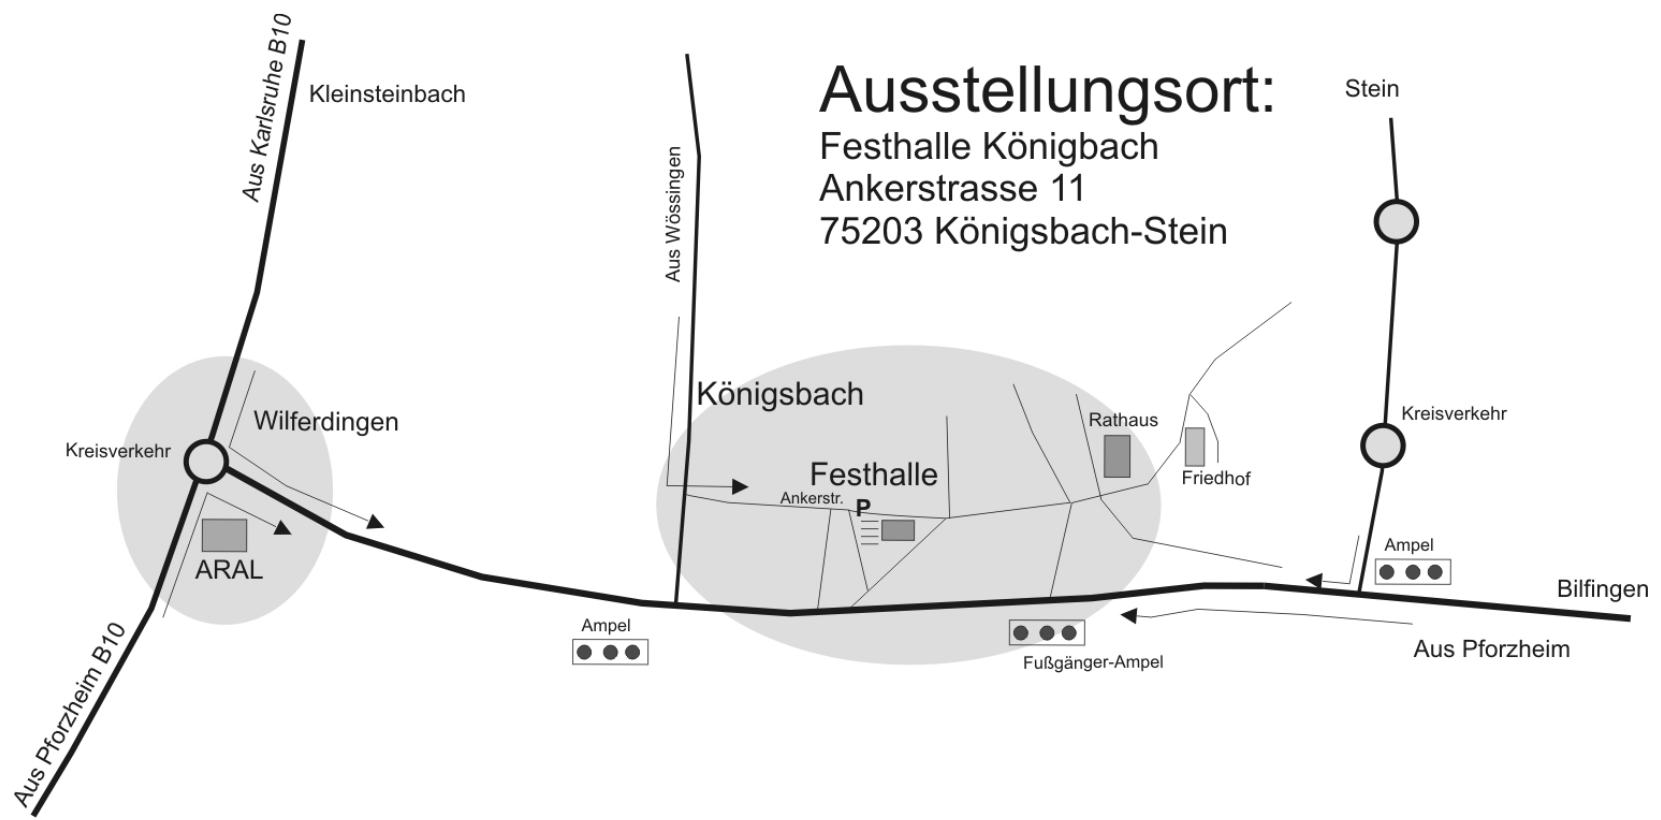 Aus Karlsruhe B10
Kleinsteinbach
Ausstellungsort:
Festhalle Königbach
Ankerstrasse 11
75203 Königsbach-Stein
Stein
Aus Wössingen
Königsbach
Wilferdingen
Kreisverkehr
Rathaus
Kreisverkehr
Festhalle
Friedhof
Ankerstr.
P
ARAL
Ampel
Bilfingen
Ampel
Fußgänger-Ampel
Aus Pforzheim
Aus Pforzheim B10